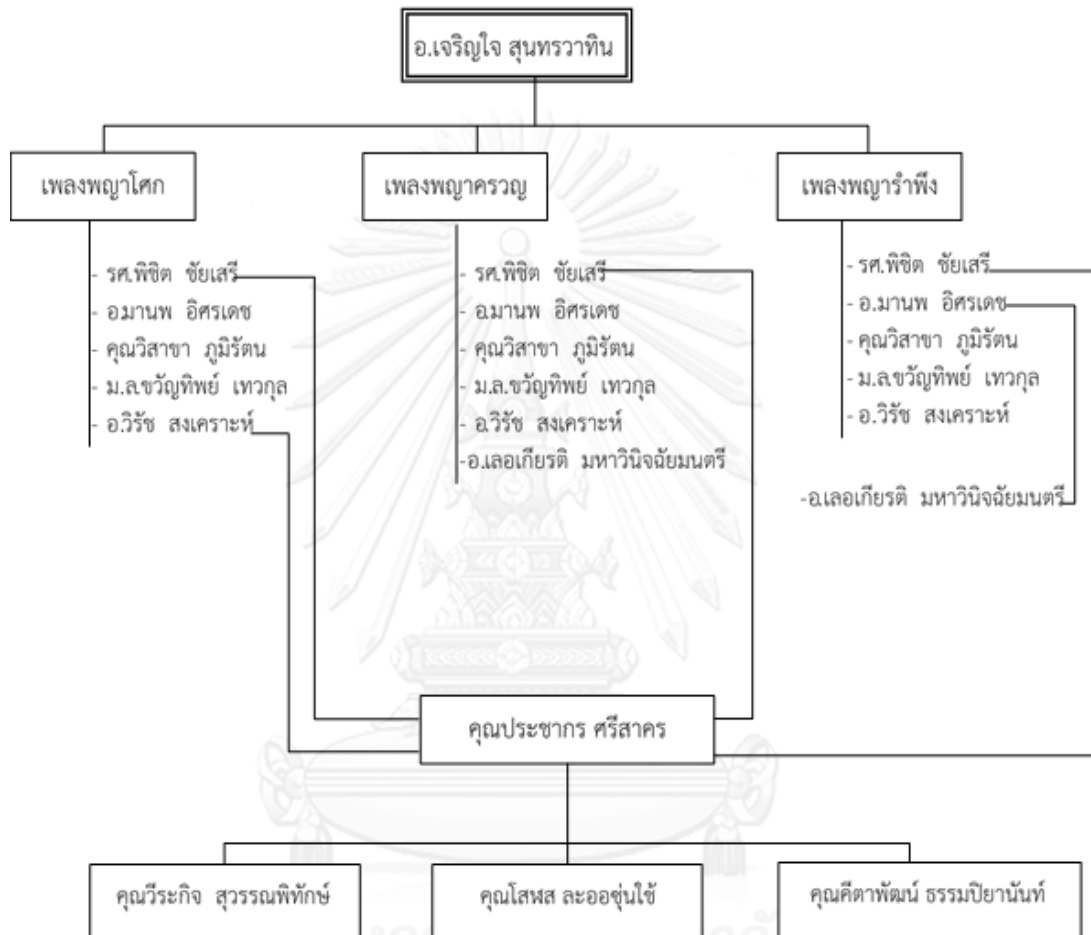 อ.เจริญใจ สุนทรวาทิน
เพลงพญาโศก
- รศ.พิชิต ชัยเสรี
- อ.มานพ อิศรเดช
- คุณวิสาขา ภูมิรัตน
- ม.ล.ขวัญทิพย์ เทวกุล
- อ.วิรัช สงเคราะห์
เพลงพญาครวญ
- รศ.พิชิต ชัยเสรี
- อ.มานพ อิศรเดช
- คุณวิสาขา ภูมิรัตน
- ม.ล.ขวัญทิพย์ เทวกุล
- อ.วิรัช สงเคราะห์
-อ.เลอเกียรติ มหาวินิจฉัยมนตรี
เพลงพญารำพึง
- รศ.พิชิต ชัยเสรี
- อ.มานพ อิศรเดช
- คุณวิสาขา ภูมิรัตน
- ม.ล.ขวัญทิพย์ เทวกุล
- อ.วิรัช สงเคราะห์
-อ.เลอเกียรติ มหาวินิจฉัยมนตรี
คุณประชากร ศรีสาคร
คุณวีระกิจ สุวรรณพิทักษ์
คุณโสฬส ละออชุ่นใช้
คุณคีตาพัฒน์ ธรรมปิยานันท์